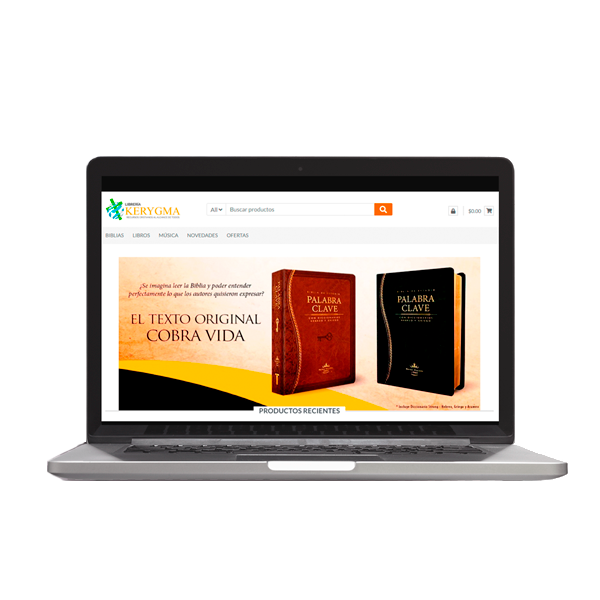 LIBRERÍA
KERYGMA
All
Buscar productos
$0.00
BIBLIAS LIBROS MÚSICA NOVEDADES OFERTAS
¿Se imagina leer la Biblia y poder entender
perfectamente lo que los autores quisieron expresar?
EL TEXTO ORIGINAL
COBRA VIDA
PALABRA
CLAVE
PALABRA
CLAVE
PRODUCTOS RECIENTES